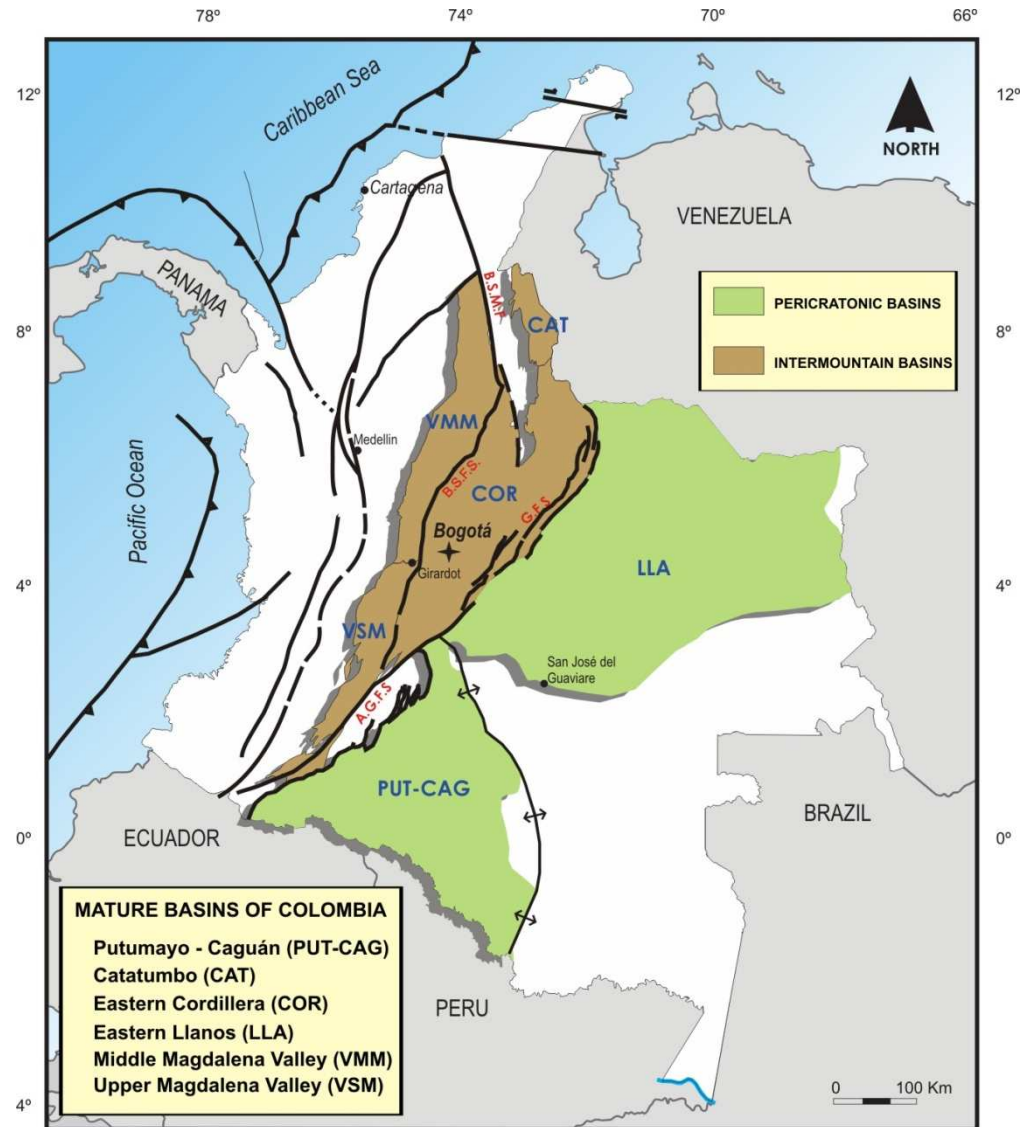 78º 74º 70º 66º
12º
12º
Caribbean Sea
NORTH
Cartagena
VENEZUELA
PANAMA
B.S.M.F
PERICRATONIC BASINS
INTERMOUNTAIN BASINS
8º
8º
CAT
VMM
Medellin
Pacific Ocean
B.S.F.S.
COR
G.F.S
Bogotá
Girardot
LLA
4º
4º
VSM
San José del
Guaviare
A.G.F.S
PUT-CAG
BRAZIL
ECUADOR
0º
0º
MATURE BASINS OF COLOMBIA
Putumayo - Caguán (PUT-CAG)
Catatumbo (CAT)
Eastern Cordillera (COR)
Eastern Llanos (LLA)
Middle Magdalena Valley (VMM)
Upper Magdalena Valley (VSM)
PERU
0 100 Km
4º
4º